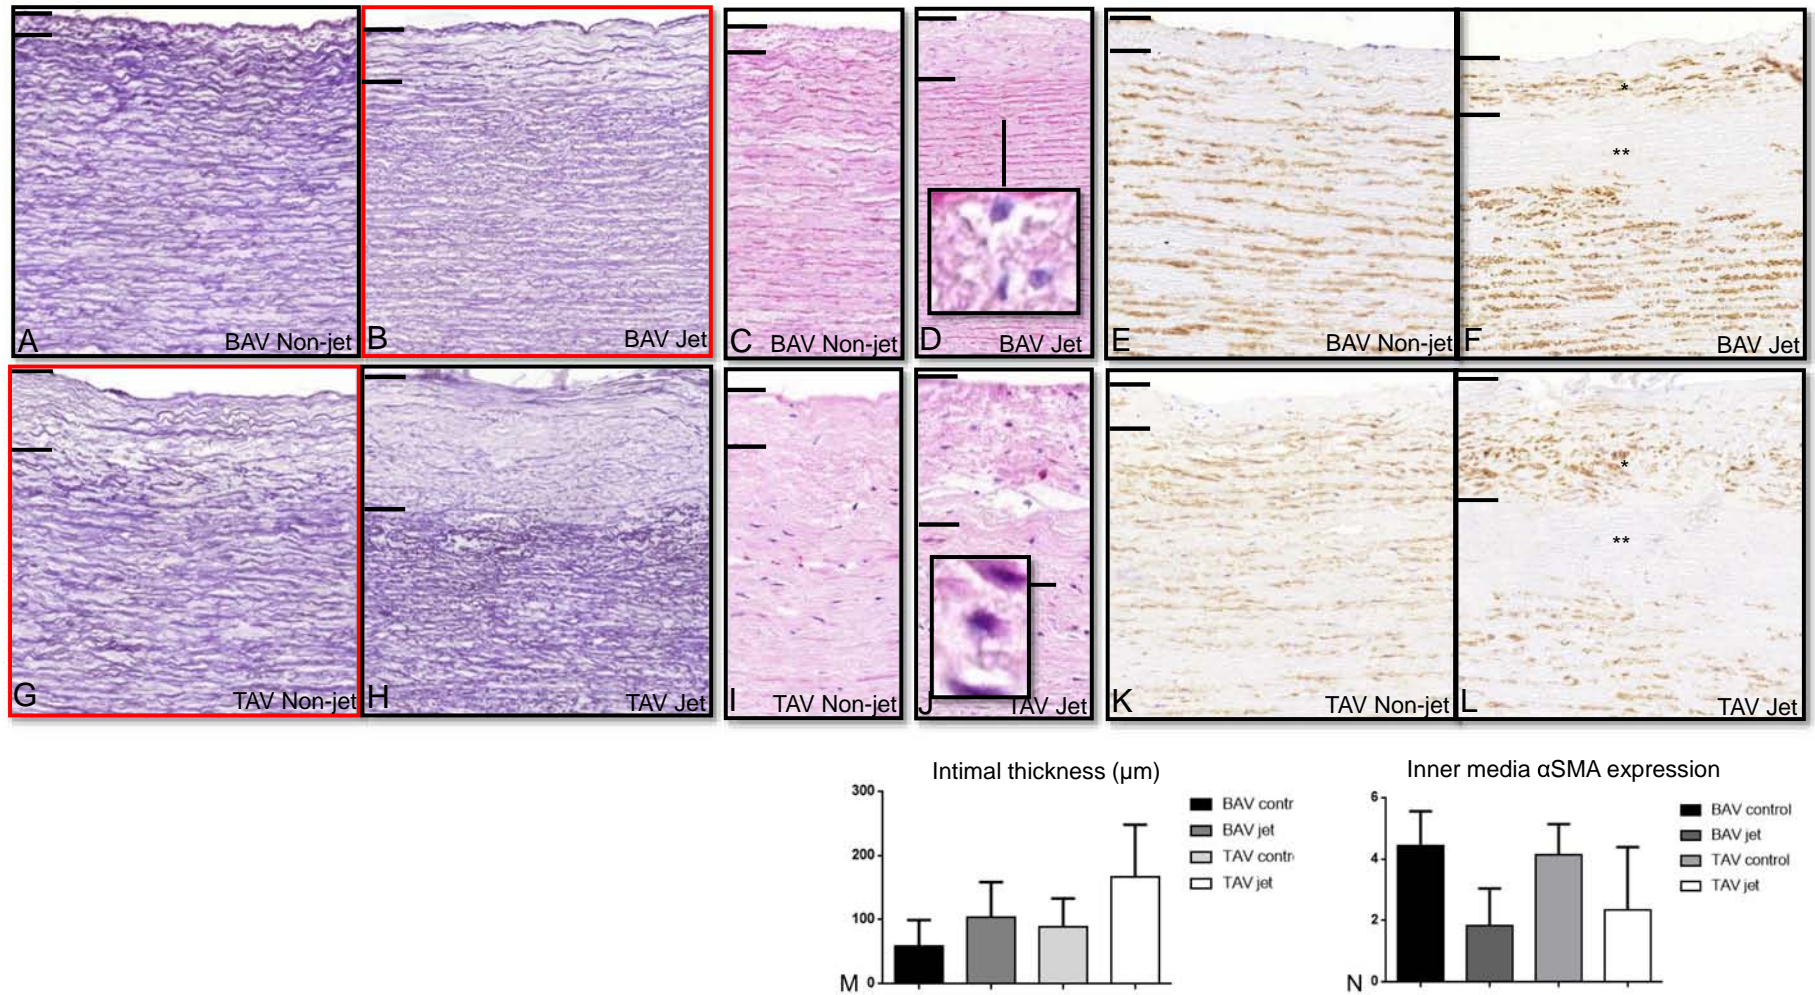 A BAV Non-jet
B BAV Jet
C BAV Non-jet
D BAV Jet
E BAV Non-jet
F BAV Jet
*
**
G TAV Non-jet
H TAV Jet
I TAV Non-jet
J TAV Jet
K TAV Non-jet
L TAV Jet
*
**
Intimal thickness (µm)
300
200
100
0
M
BAV contr
BAV jet
TAV contr
TAV jet
Inner media αSMA expression
6
4
2
0
N
BAV control
BAV jet
TAV control
TAV jet